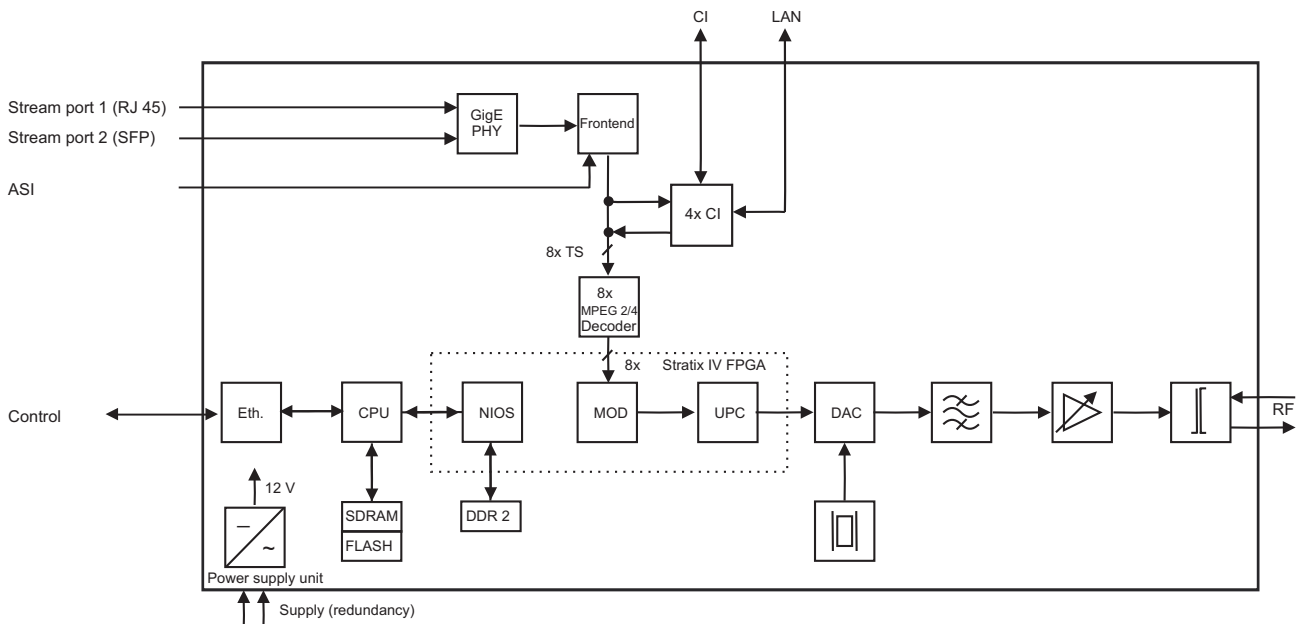 CI
LAN
Stream port 1 (RJ 45)
Stream port 2 (SFP)
ASI
GigE
PHY
Frontend
4x CI
8x TS
8x
MPEG 2/4
Decoder
8x
Stratix IV FPGA
Control
Eth.
CPU
NIOS
MOD
UPC
DAC
RF
12 V
SDRAM
FLASH
DDR 2
Power supply unit
Supply (redundancy)